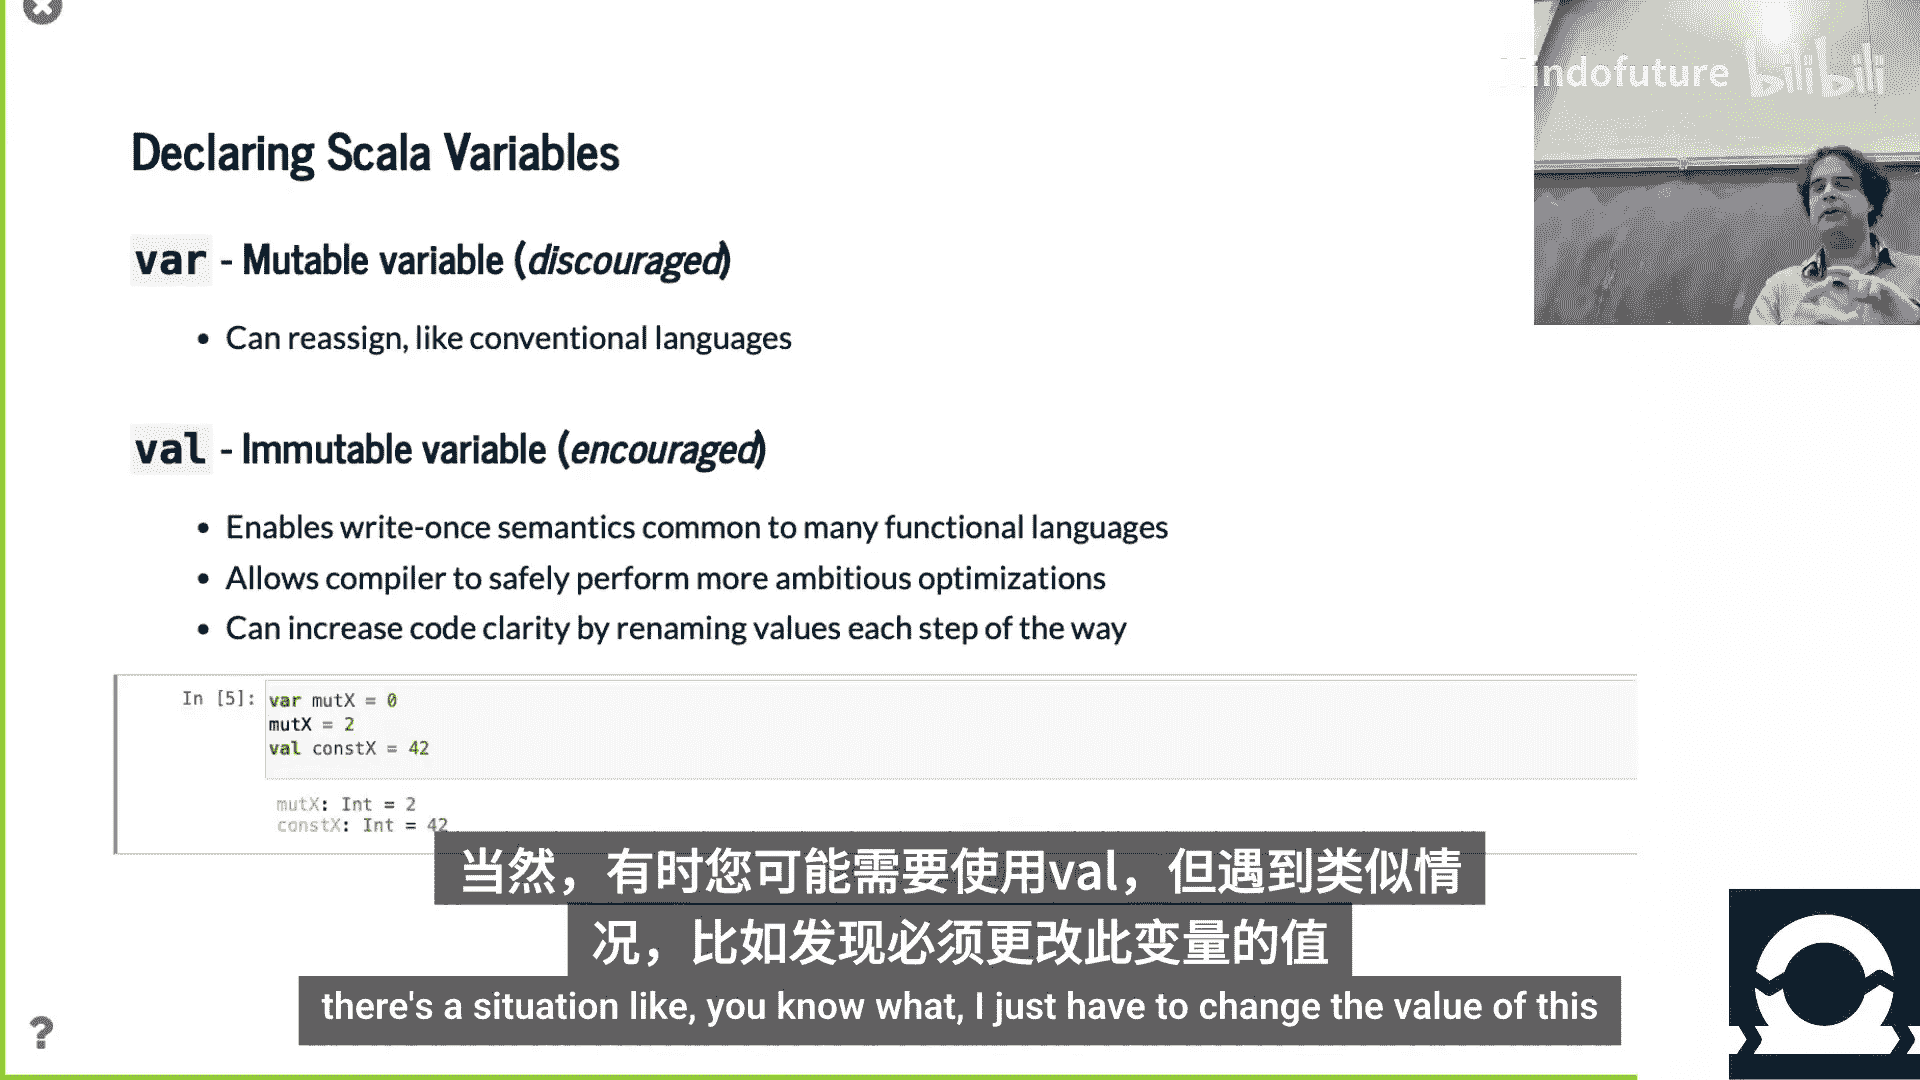 indofuture bilibili
Declaring Scala Variables
var - Mutable variable (discouraged)
• Can reassign, like conventional languages
val - Immutable variable (encouraged)
• Enables write-once semantics common to many functional languages
• Allows compiler to safely perform more ambitious optimizations
• Can increase code clarity by renaming values each step of the way
In [5]: var mutX = 0
mutX = 2
val constX = 42
mutX: Int = 2
constX: Int = 42
当然，有时您可能需要使用val，但遇到类似情
况，比如发现必须更改此变量的值
there's a situation like, you know what, I just have to change the value of this
?